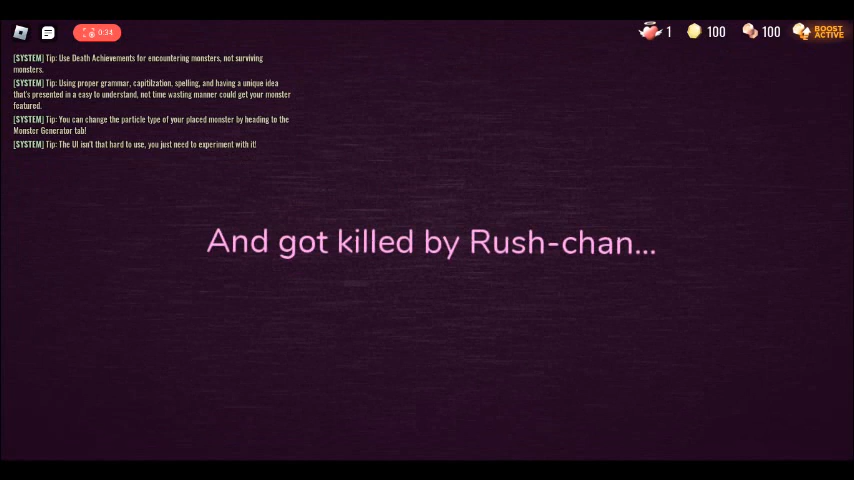 0:34
1
100
100
BOOST
ACTIVE
[SYSTEM] Tip: Use Death Achievements for encountering monsters, not surviving
monsters.
[SYSTEM] Tip: Using proper grammar, capitilzation, spelling, and having a unique idea
that's presented in a easy to understand, not time wasting manner could get your monster
featured.
[SYSTEM] Tip: You can change the particle type of your placed monster by heading to the
Monster Generator tab!
[SYSTEM] Tip: The UI isn't that hard to use, you just need to experiment with it!
And got killed by Rush-chan...